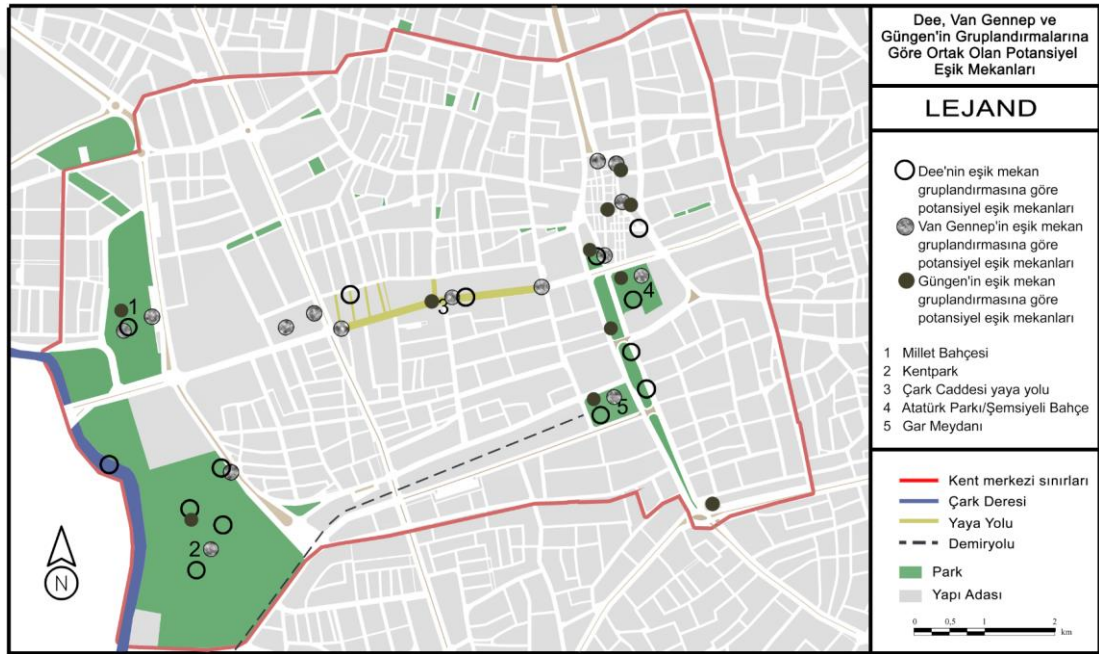 Dee, Van Gennep ve
Güngen'in Gruplandırmalarına
Göre Ortak Olan Potansiyel
Eşik Mekanları
LEJAND
Dee'nin eşik mekan
gruplandırmasına göre
potansiyel eşik mekanları
Van Gennep'in eşik mekan
gruplandırmasına göre
potansiyel eşik mekanları
Güngen'in eşik mekan
gruplandırmasına göre
potansiyel eşik mekanları
1 Millet Bahçesi
2 Kentpark
3 Çark Caddesi yaya yolu
4 Atatürk Parkı/Şemsiyeli Bahçe
5 Gar Meydanı
Kent merkezi sınırları
Çark Deresi
Yaya Yolu
Demiryolu
Park
Yapı Adası
0 0,5 1 2
km
1
3
4
5
2
N